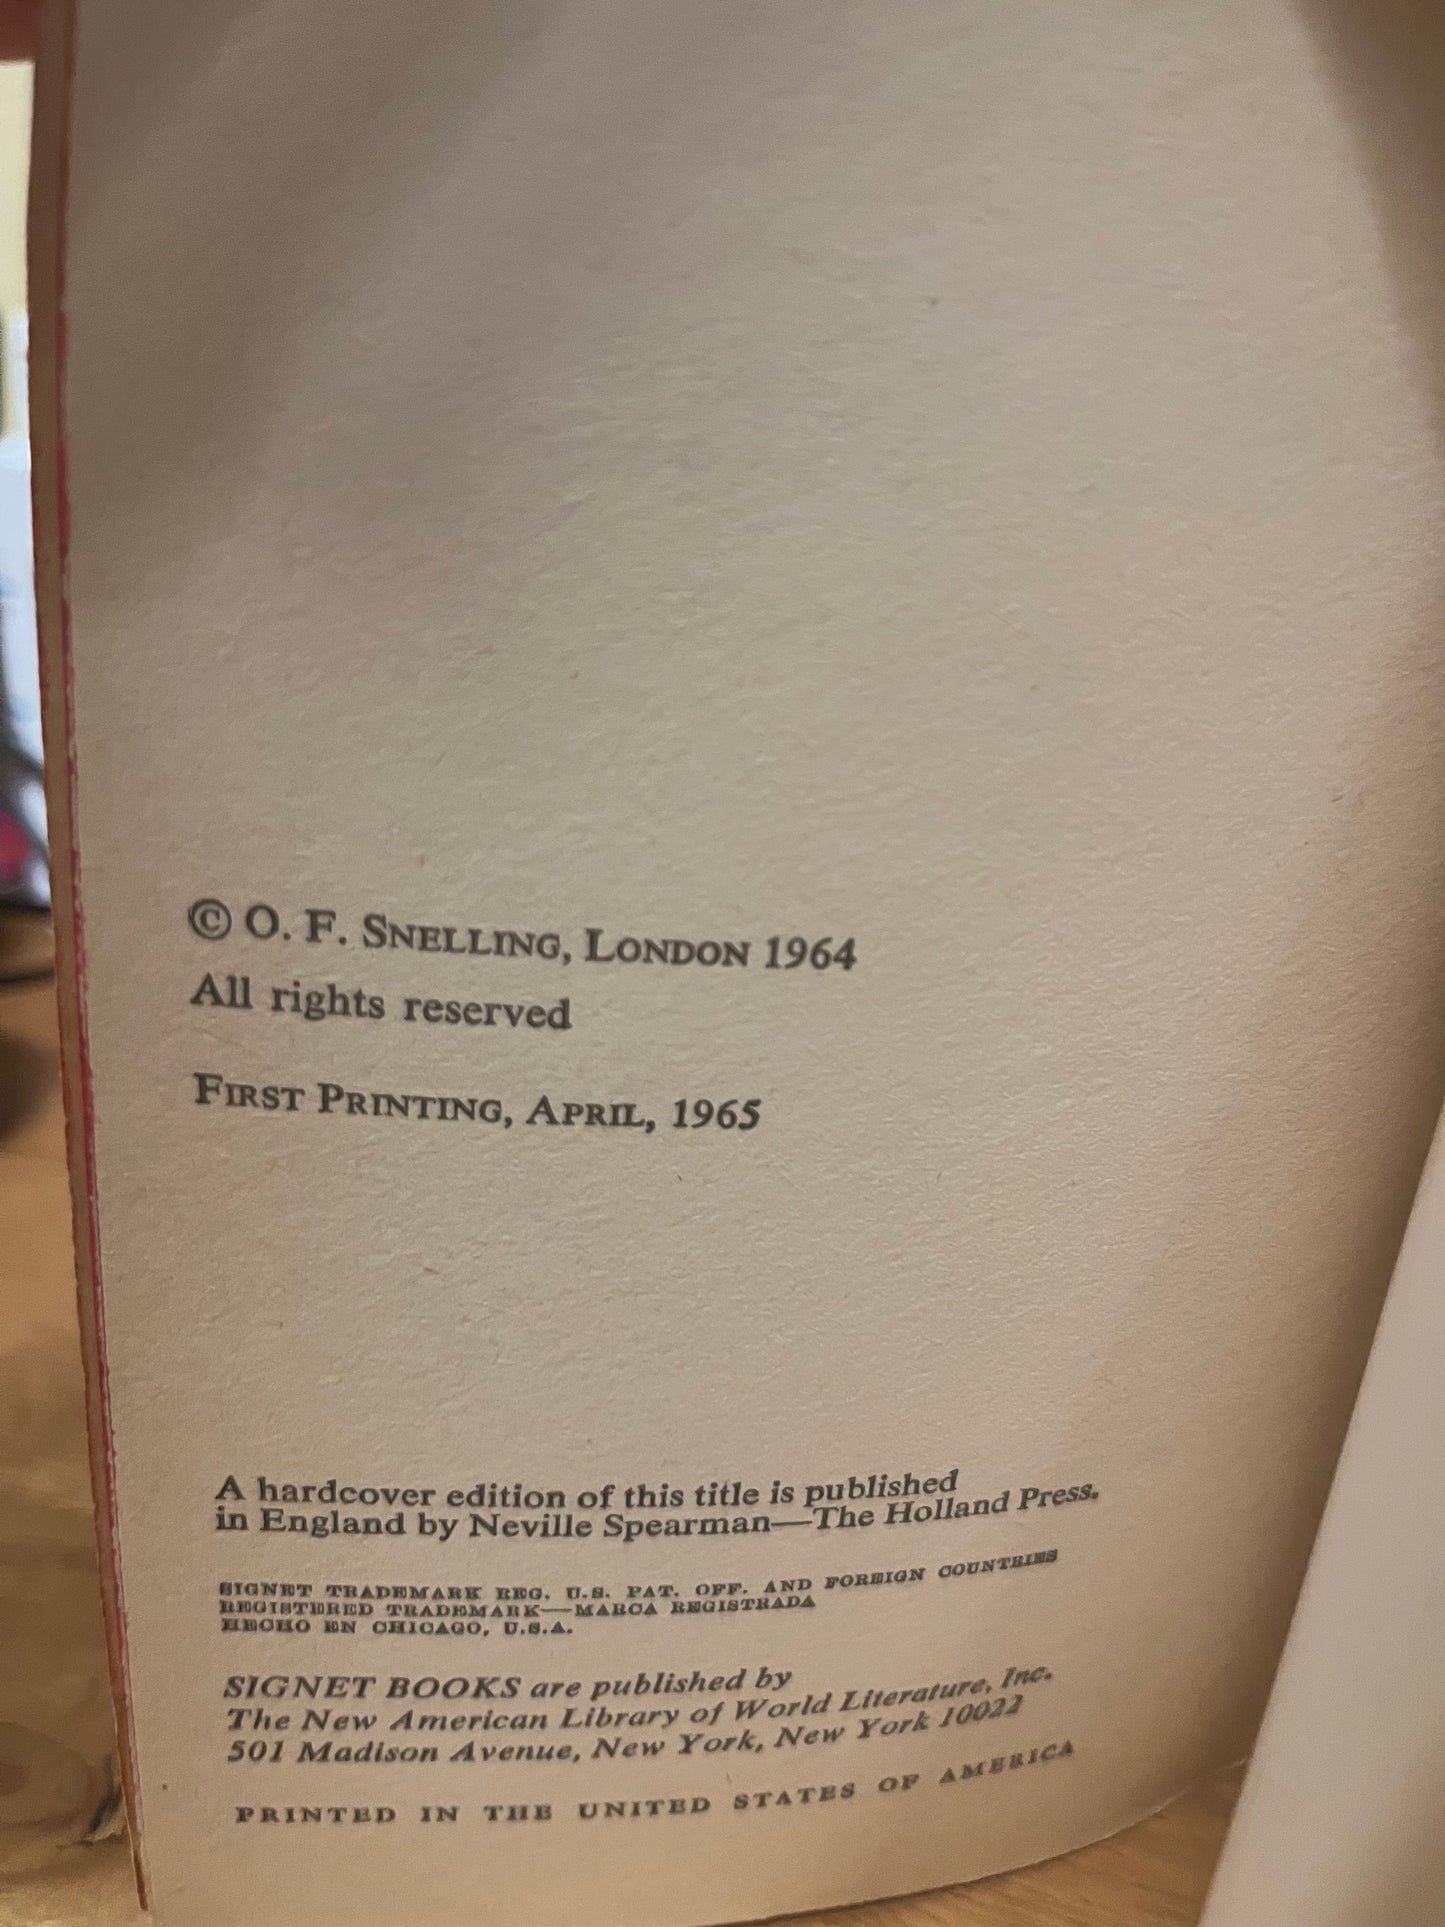 © O. F. SNELLING, LONDON 1964
All rights reserved
FIRST PRINTING, APRIL, 1965
A hardcover edition of this title is published
in England by Neville Spearman—The Holland Press.
SIGNET TRADEMARK REG. U.S. PAT. OFF. AND FOREIGN COUNTRIES
REGISTERED TRADEMARK—MARCA REGISTRADA
HECHO EN CHICAGO, U.S.A.
SIGNET BOOKS are published by
The New American Library of World Literature, Inc.
501 Madison Avenue, New York, New York 10022
PRINTED IN THE UNITED STATES OF AMERICA